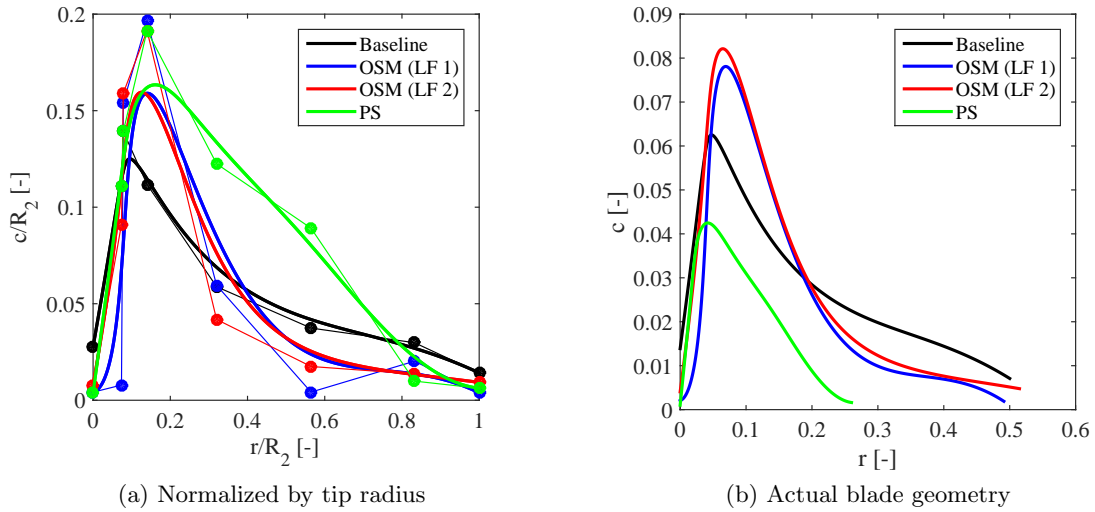 0.2
0.15
0.1
0.05
0
c/R2 [-]
0 0.2 0.4 0.6 0.8 1
r/R2 [-]
Baseline
OSM (LF 1)
OSM (LF 2)
PS
(a) Normalized by tip radius
0.09
0.08
0.07
0.06
0.05
0.04
0.03
0.02
0.01
0
c [-]
0 0.1 0.2 0.3 0.4 0.5 0.6
r [-]
Baseline
OSM (LF 1)
OSM (LF 2)
PS
(b) Actual blade geometry